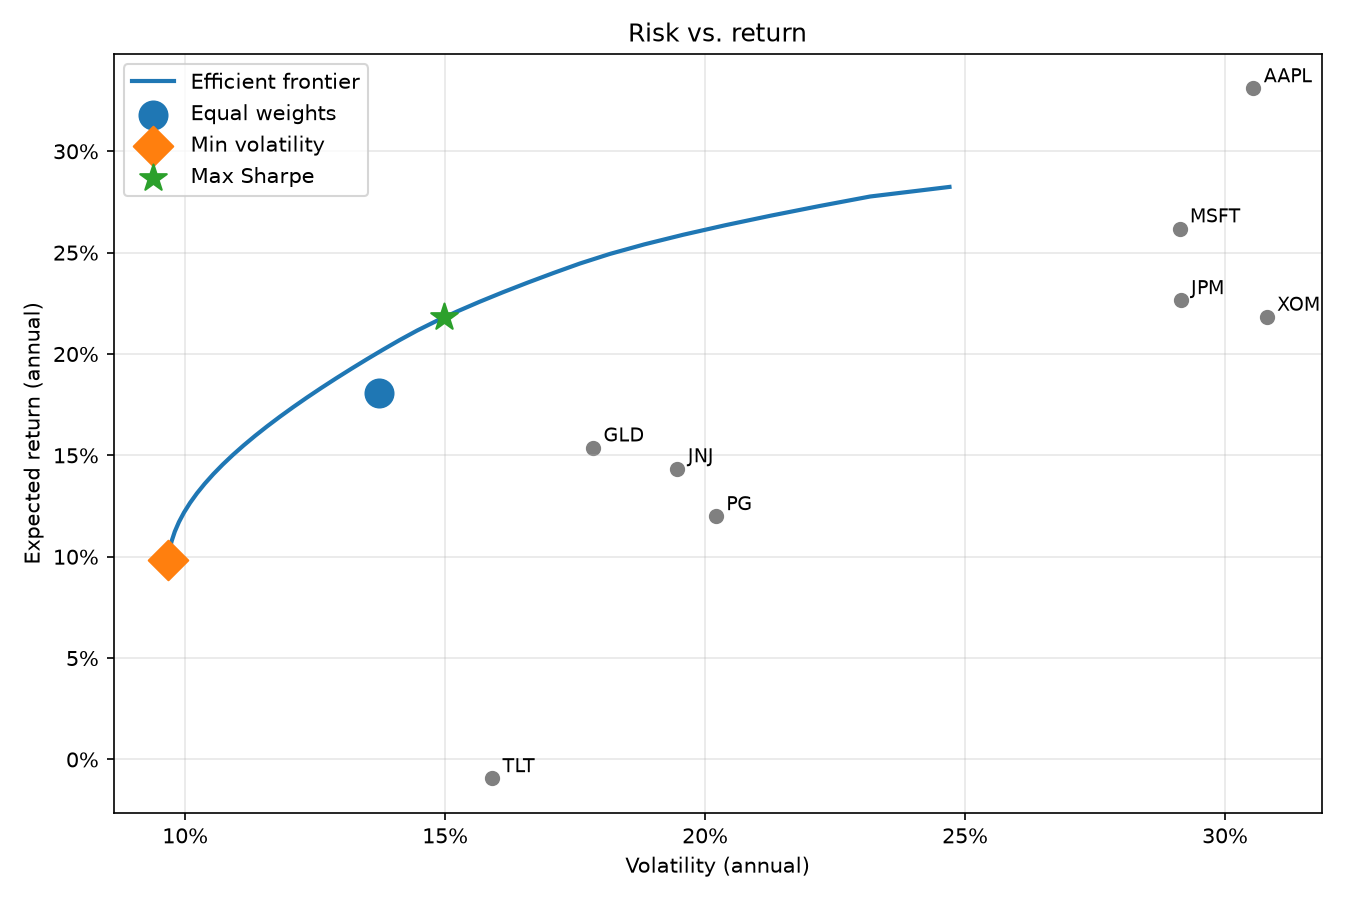 Risk vs. return
Efficient frontier
Equal weights
Min volatility
Max Sharpe
AAPL
MSFT
JPM
XOM
GLD
JNJ
PG
TLT
Expected return (annual)
30%
25%
20%
15%
10%
5%
0%
10% 15% 20% 25% 30%
Volatility (annual)